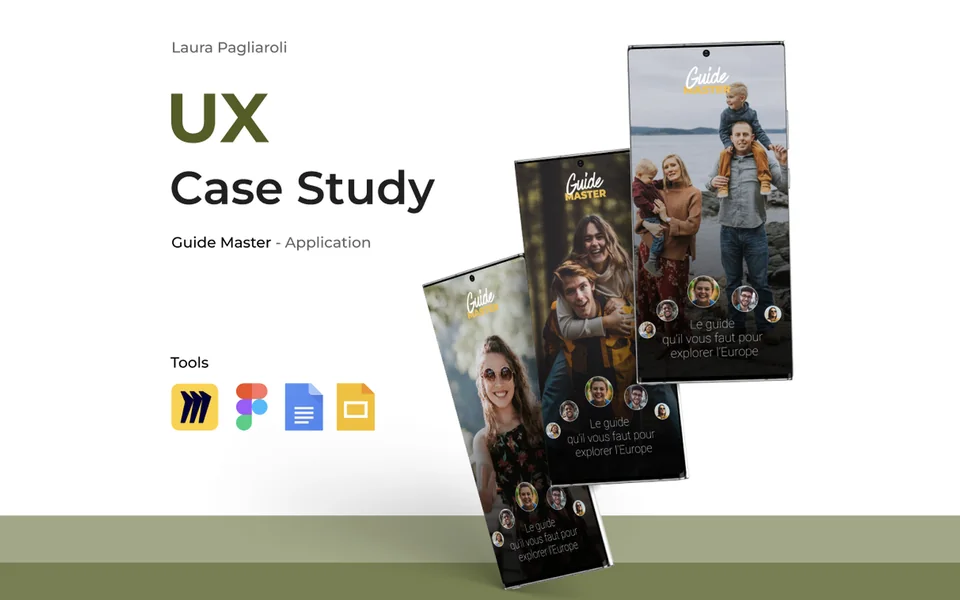 Laura Pagliaroli
UX
Case Study
Guide Master - Application
Tools
Guide
MASTER
Le guide
qu'il vous faut pour
explorer l'Europe
Guide
MASTER
Le guide
qu'il vous faut pour
explorer l'Europe
Guide
MASTER
Le guide
qu'il vous faut pour
explorer l'Europe